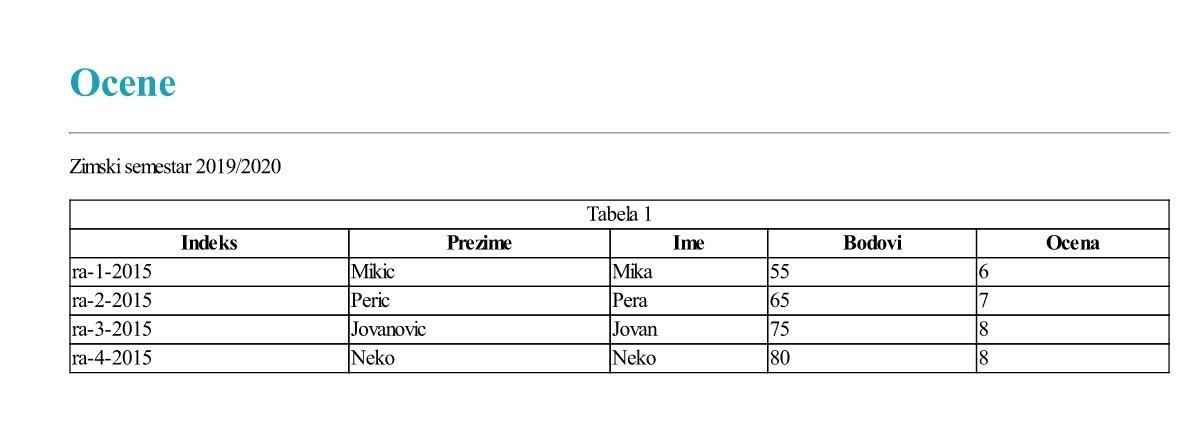 Ocene
Zimski semestar 2019/2020
Tabela 1
Indeks Prezime Ime Bodovi Ocena
ra-1-2015 Mikic Mika 55 6
ra-2-2015 Peric Pera 65 7
ra-3-2015 Jovanovic Jovan 75 8
ra-4-2015 Neko Neko 80 8